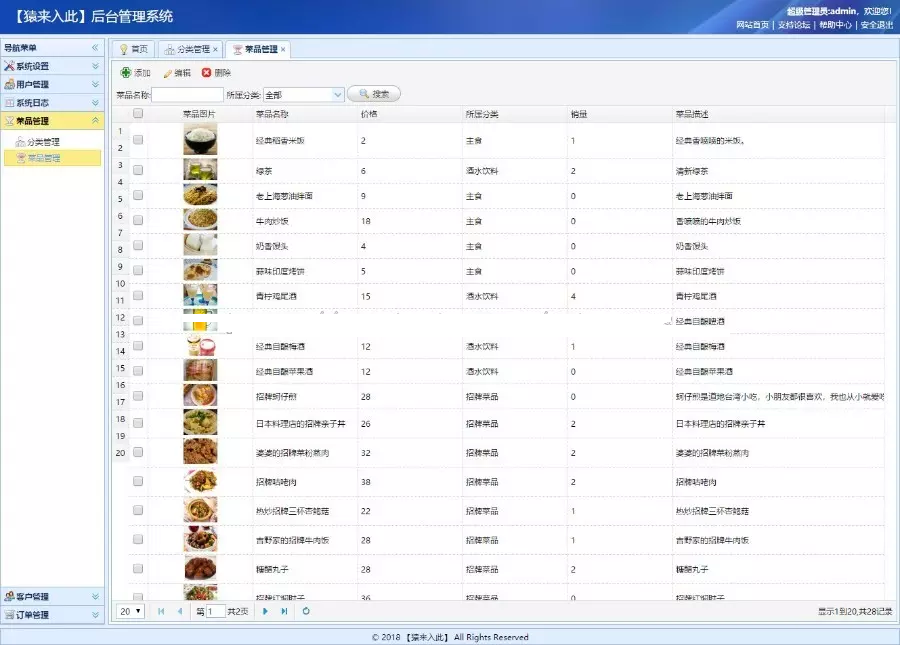 【猿来入此】后台管理系统
超级管理员:admin, 欢迎您!
网站首页 | 支持论坛 | 帮助中心 | 安全退出
导航菜单
系统设置
用户管理
系统日志
菜品管理
分类管理
菜品管理
客户管理
订单管理
首页 分类管理 × 菜品管理 ×
添加 编辑 删除
菜品名称: 所属分类: 全部 搜索
菜品图片 菜品名称 价格 所属分类 销量 菜品描述
1
2
3
4
5
6
7
8
9
10
11
12
13
14
15
16
17
18
19
20
经典稻香米饭 2 主食 1 经典香喷喷的米饭。
绿茶 6 酒水饮料 2 清新绿茶
老上海葱油拌面 9 主食 0 老上海葱油拌面
牛肉炒饭 18 主食 0 香喷喷的牛肉炒饭
奶香馒头 4 主食 0 奶香馒头
蒜味印度烤饼 5 主食 0 蒜味印度烤饼
青柠鸡尾酒 15 酒水饮料 4 青柠鸡尾酒
经典自酿啤酒
经典自酿梅酒 12 酒水饮料 1 经典自酿梅酒
经典自酿苹果酒 12 酒水饮料 0 经典自酿苹果酒
招牌蚵仔煎 28 招牌菜品 0 蚵仔煎是道地台湾小吃，小朋友都很喜欢，我也从小就爱吃
日本料理店的招牌亲子丼 26 招牌菜品 2 日本料理店的招牌亲子丼
婆婆的招牌菜粉蒸肉 32 招牌菜品 2 婆婆的招牌菜粉蒸肉
招牌咕咾肉 38 招牌菜品 2 招牌咕咾肉
热炒招牌三杯杏鲍菇 22 招牌菜品 1 热炒招牌三杯杏鲍菇
吉野家的招牌牛肉饭 28 招牌菜品 1 吉野家的招牌牛肉饭
糖醋丸子 28 招牌菜品 2 糖醋丸子
招牌红焖肘子 36 招牌菜品 0 招牌红焖肘子
20 第 1 共2页 显示1到20,共28记录
© 2018 【猿来入此】 All Rights Reserved